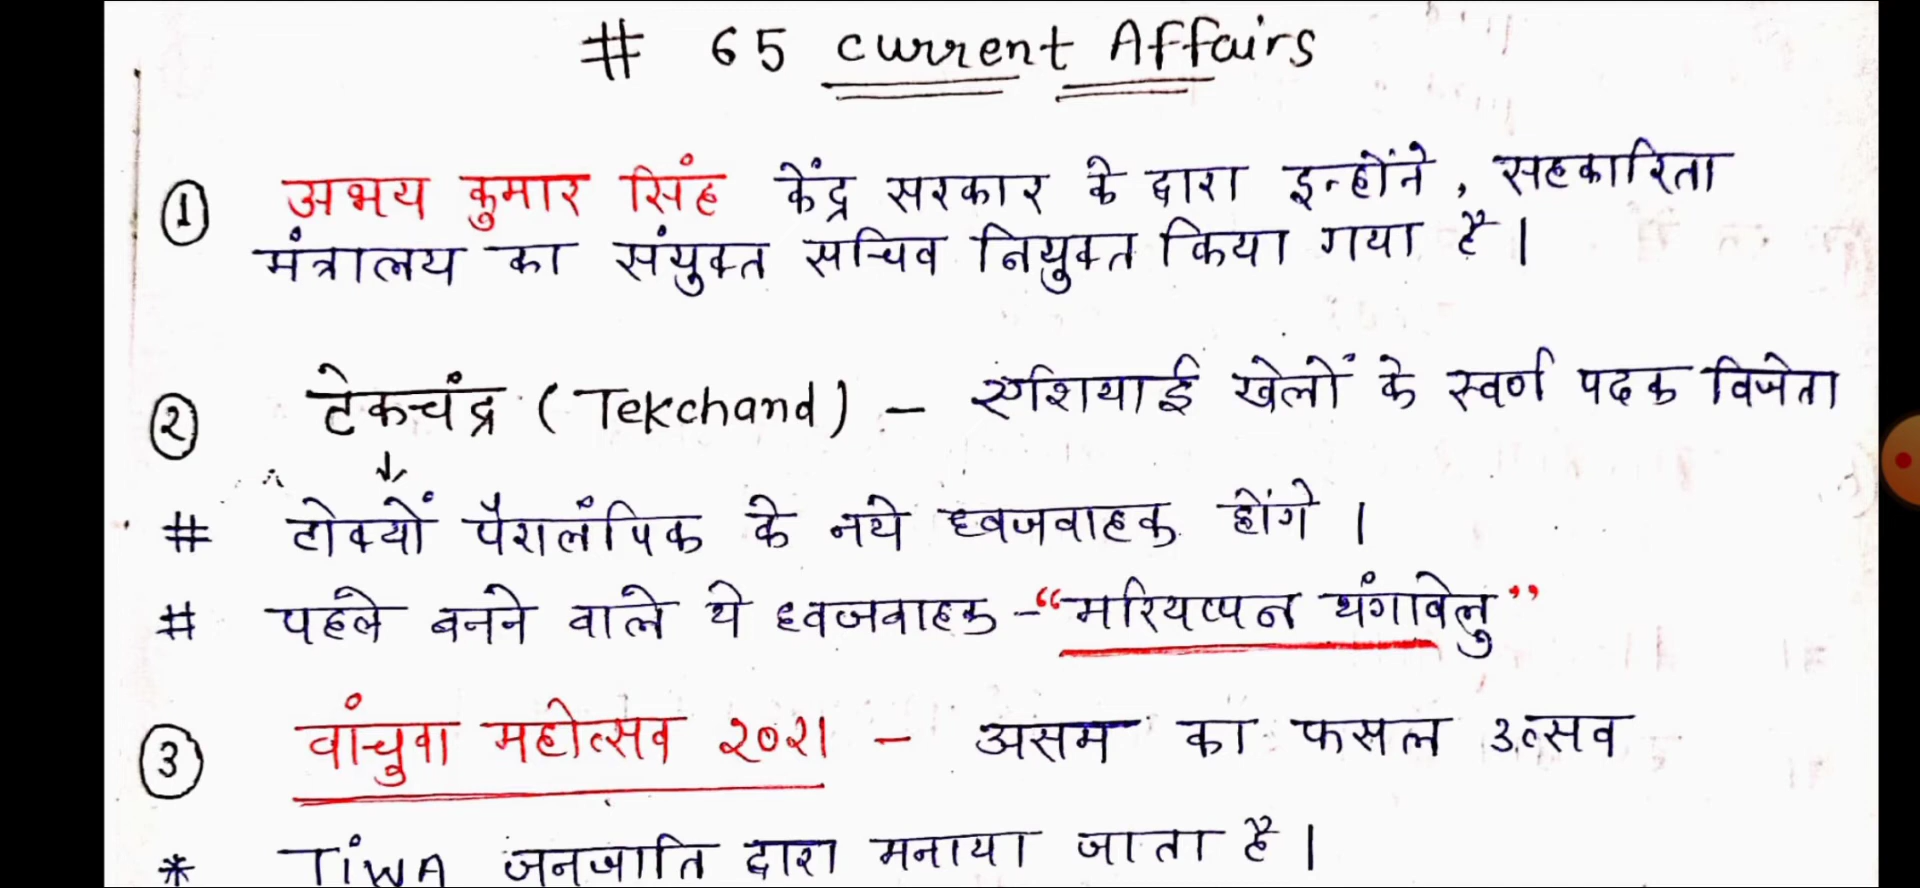 # 65 Current Affairs
① अभय कुमार सिंह केंद्र सरकार के द्वारा इन्होंने, सहकारिता
मंत्रालय का संयुक्त सचिव नियुक्त किया गया है।
② टेकचंद्र (Tekchand) – एशियाई खेलों के स्वर्ण पदक विजेता
# टोक्यों पैरालंपिक के नये ध्वजवाहक होंगे।
# पहले बनने वाले थे ध्वजवाहक - “मरियप्पन थंगावेलु”
③ वांचुवा महोत्सव २०२१ – असम का फसल उत्सव
* TiWA जनजाति द्वारा मनाया जाता है।